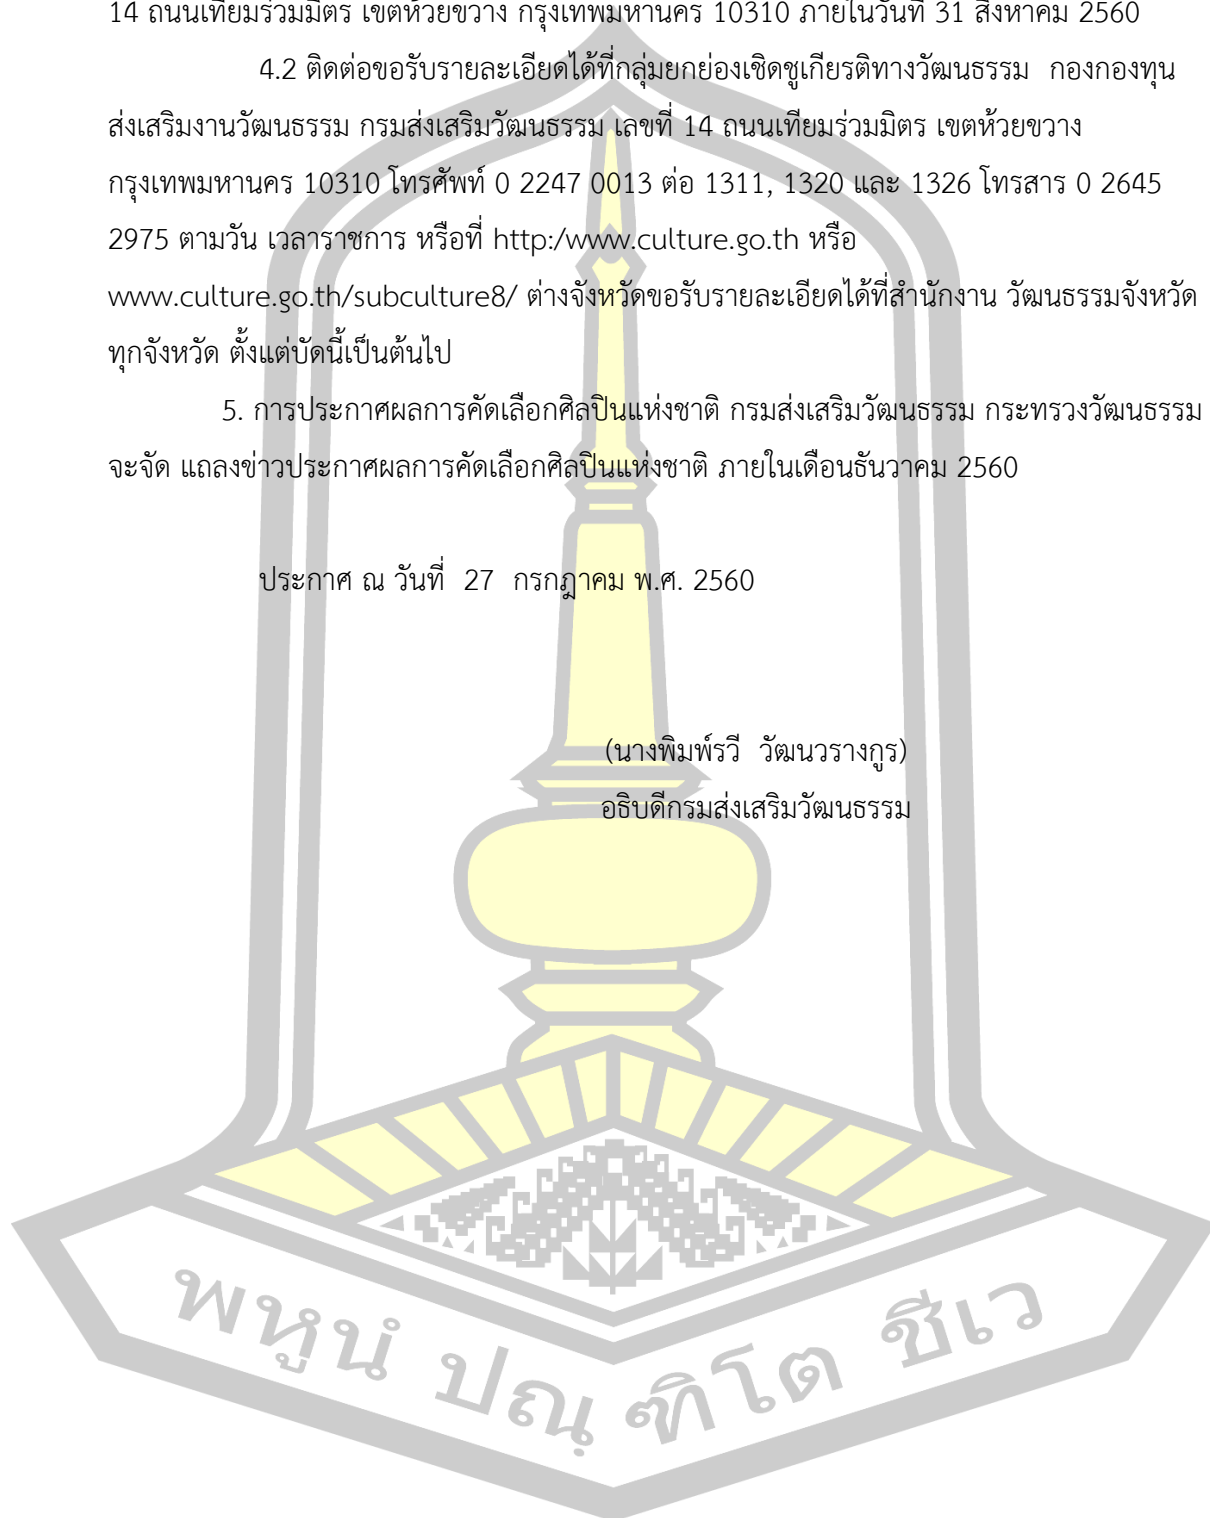 14 ถนนเทียมร่วมมิตร เขตห้วยขวาง กรุงเทพมหานคร 10310 ภายในวันที่ 31 สิงหาคม 2560
4.2 ติดต่อขอรับรายละเอียดได้ที่กลุ่มยกย่องเชิดชูเกียรติทางวัฒนธรรม กองกองทุน
ส่งเสริมงานวัฒนธรรม กรมส่งเสริมวัฒนธรรม เลขที่ 14 ถนนเทียมร่วมมิตร เขตห้วยขวาง
กรุงเทพมหานคร 10310 โทรศัพท์ 0 2247 0013 ต่อ 1311, 1320 และ 1326 โทรสาร 0 2645
2975 ตามวัน เวลาราชการ หรือที่ http:/www.culture.go.th หรือ
www.culture.go.th/subculture8/ ต่างจังหวัดขอรับรายละเอียดได้ที่สำนักงาน วัฒนธรรมจังหวัด
ทุกจังหวัด ตั้งแต่บัดนี้เป็นต้นไป
5. การประกาศผลการคัดเลือกศิลปินแห่งชาติ กรมส่งเสริมวัฒนธรรม กระทรวงวัฒนธรรม
จะจัด แถลงข่าวประกาศผลการคัดเลือกศิลปินแห่งชาติ ภายในเดือนธันวาคม 2560
ประกาศ ณ วันที่ 27 กรกฎาคม พ.ศ. 2560
(นางพิมพ์รวี วัฒนวรางกูร)
อธิบดีกรมส่งเสริมวัฒนธรรม
พหูนํ ปณฺฑิโต ชีเว